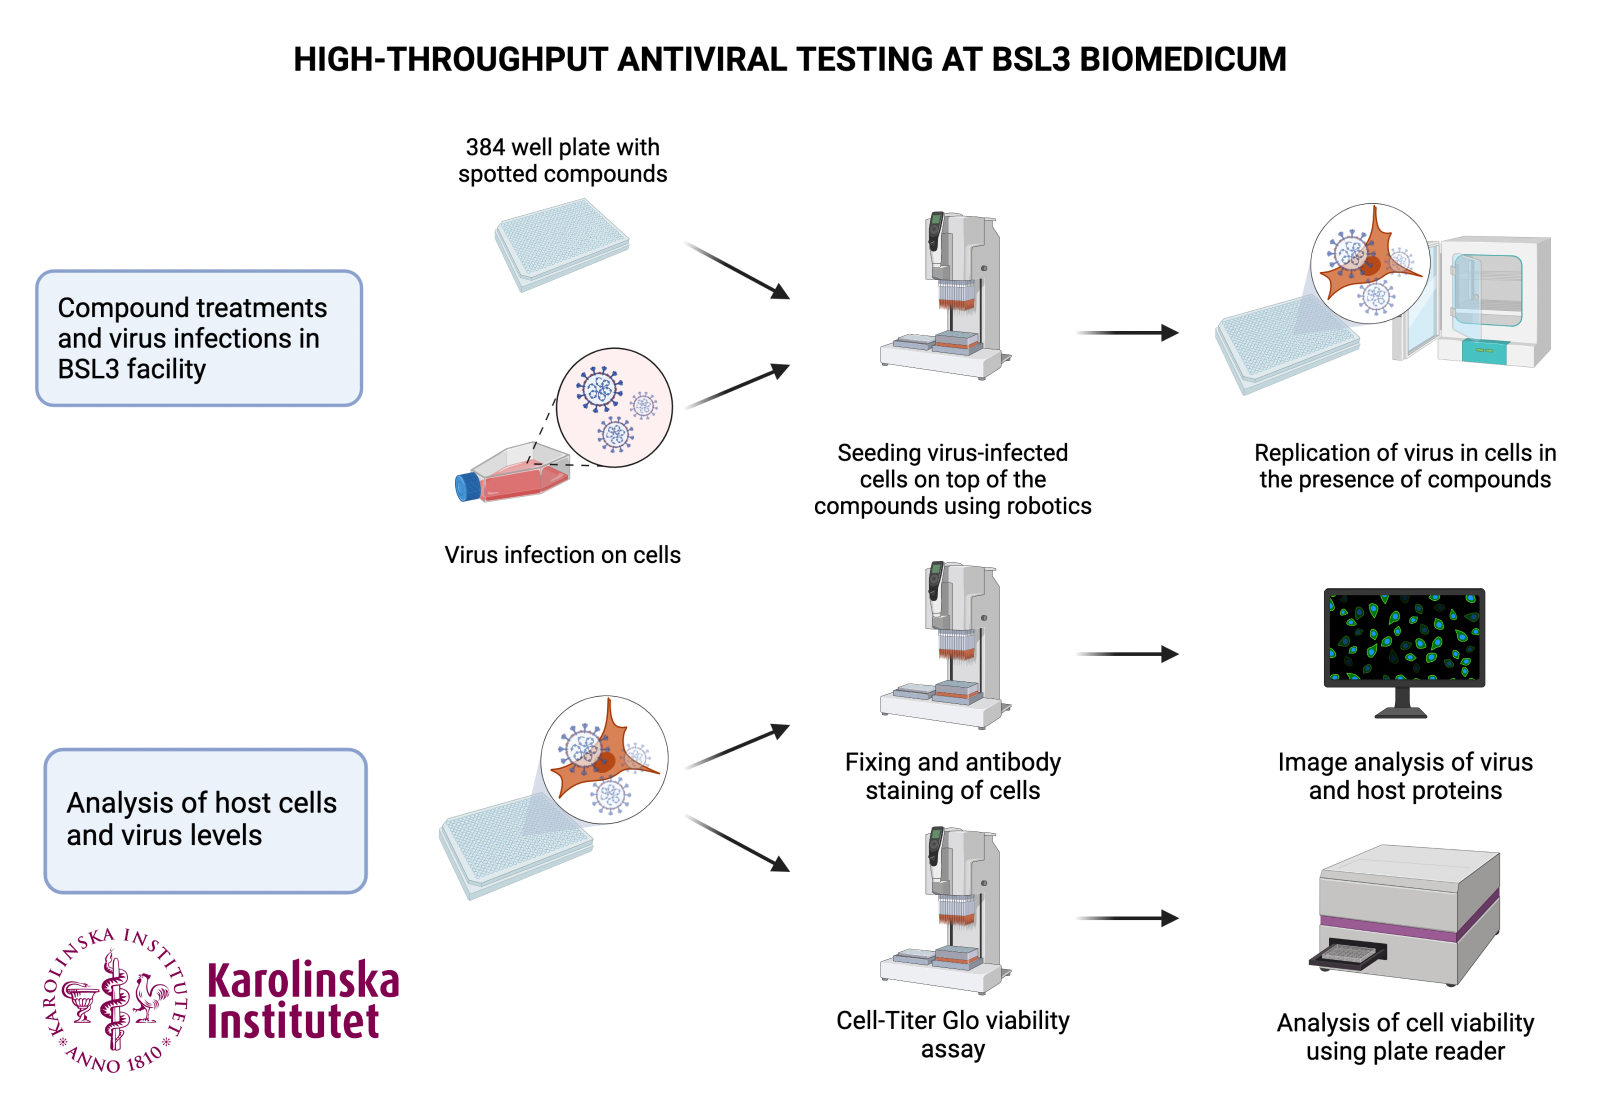 HIGH-THROUGHPUT ANTIVIRAL TESTING AT BSL3 BIOMEDICUM
384 well plate with
spotted compounds
Compound treatments
and virus infections in
BSL3 facility
Virus infection on cells
Seeding virus-infected
cells on top of the
compounds using robotics
Replication of virus in cells in
the presence of compounds
Analysis of host cells
and virus levels
Fixing and antibody
staining of cells
Image analysis of virus
and host proteins
Cell-Titer Glo viability
assay
Analysis of cell viability
using plate reader
KAROLINSKA INSTITUTET
ANNO 1810
Karolinska
Institutet